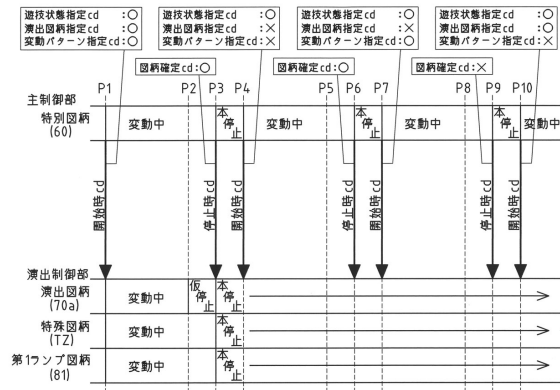 遊技状態指定cd :〇
演出図柄指定cd :〇
変動パターン指定cd:〇
遊技状態指定cd :〇
演出図柄指定cd :×
変動パターン指定cd:×
遊技状態指定cd :〇
演出図柄指定cd :×
変動パターン指定cd:〇
遊技状態指定cd :〇
演出図柄指定cd :×
変動パターン指定cd:×
図柄確定cd:〇
図柄確定cd:〇
図柄確定cd:×
P1 P2 P3 P4 P5 P6 P7 P8 P9 P10
主制御部
特別図柄
(60)
変動中
本停止
変動中
本停止
変動中
本停止
変動中
開始時cd
停止時cd
開始時cd
停止時cd
開始時cd
停止時cd
開始時cd
演出制御部
演出図柄
(70a)
変動中
仮停止
本停止
特殊図柄
(TZ)
変動中
本停止
第1ランプ図柄
(81)
変動中
本停止